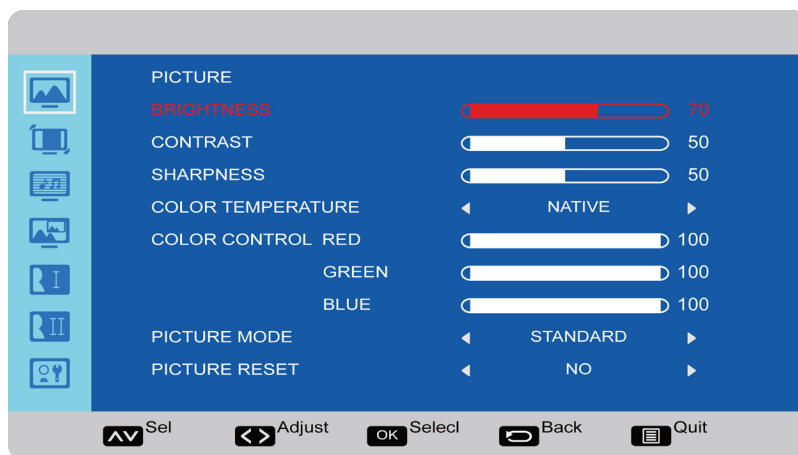 PICTURE
BRIGHTNESS 70
CONTRAST 50
SHARPNESS 50
COLOR TEMPERATURE NATIVE
COLOR CONTROL RED 100
GREEN 100
BLUE 100
PICTURE MODE STANDARD
PICTURE RESET NO
I
II
Sel Adjust OK Selecl Back Quit